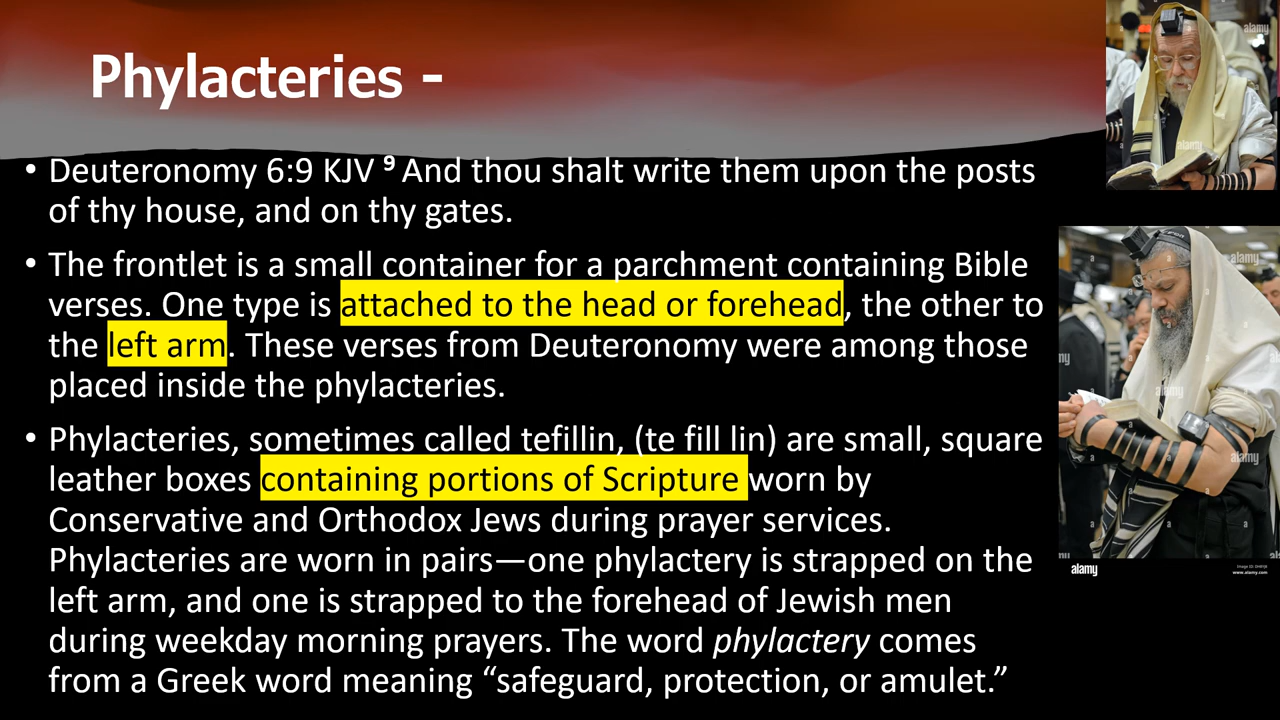 Phylacteries -
• Deuteronomy 6:9 KJV ⁹ And thou shalt write them upon the posts
of thy house, and on thy gates.
• The frontlet is a small container for a parchment containing Bible
verses. One type is attached to the head or forehead, the other to
the left arm. These verses from Deuteronomy were among those
placed inside the phylacteries.
• Phylacteries, sometimes called tefillin, (te fill lin) are small, square
leather boxes containing portions of Scripture worn by
Conservative and Orthodox Jews during prayer services.
Phylacteries are worn in pairs—one phylactery is strapped on the
left arm, and one is strapped to the forehead of Jewish men
during weekday morning prayers. The word phylactery comes
from a Greek word meaning “safeguard, protection, or amulet.”
alamy
alamy
alamy
alamy
alamy
www.alamy.com